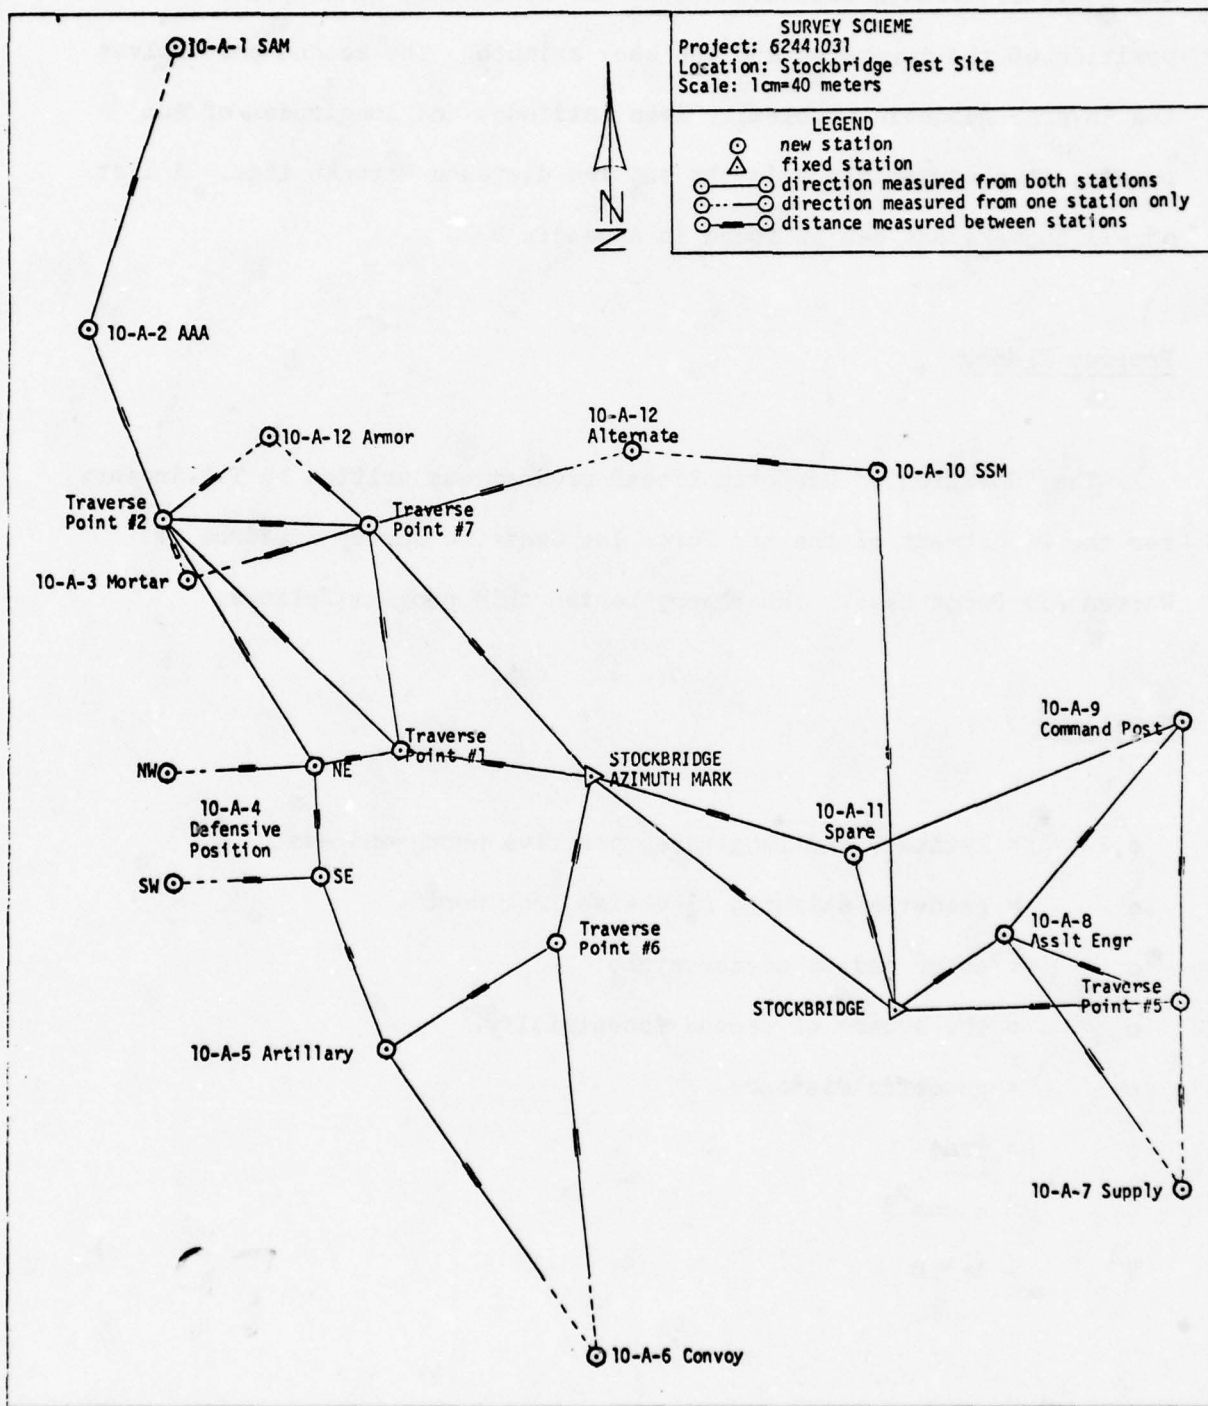 SURVEY SCHEME
Project: 62441031
Location: Stockbridge Test Site
Scale: 1cm=40 meters
LEGEND
new station
fixed station
direction measured from both stations
direction measured from one station only
distance measured between stations
N
10-A-1 SAM
10-A-2 AAA
10-A-12 Armor
10-A-12
Alternate
10-A-10 SSM
Traverse
Point #2
Traverse
Point #7
10-A-3 Mortar
10-A-9
Command Post
Traverse
Point #1
NW
NE
STOCKBRIDGE
AZIMUTH MARK
10-A-4
Defensive
Position
10-A-11
Spare
SW
SE
Traverse
Point #6
10-A-8
Asslt Engr
Traverse
Point #5
STOCKBRIDGE
10-A-5 Artillary
10-A-7 Supply
10-A-6 Convoy